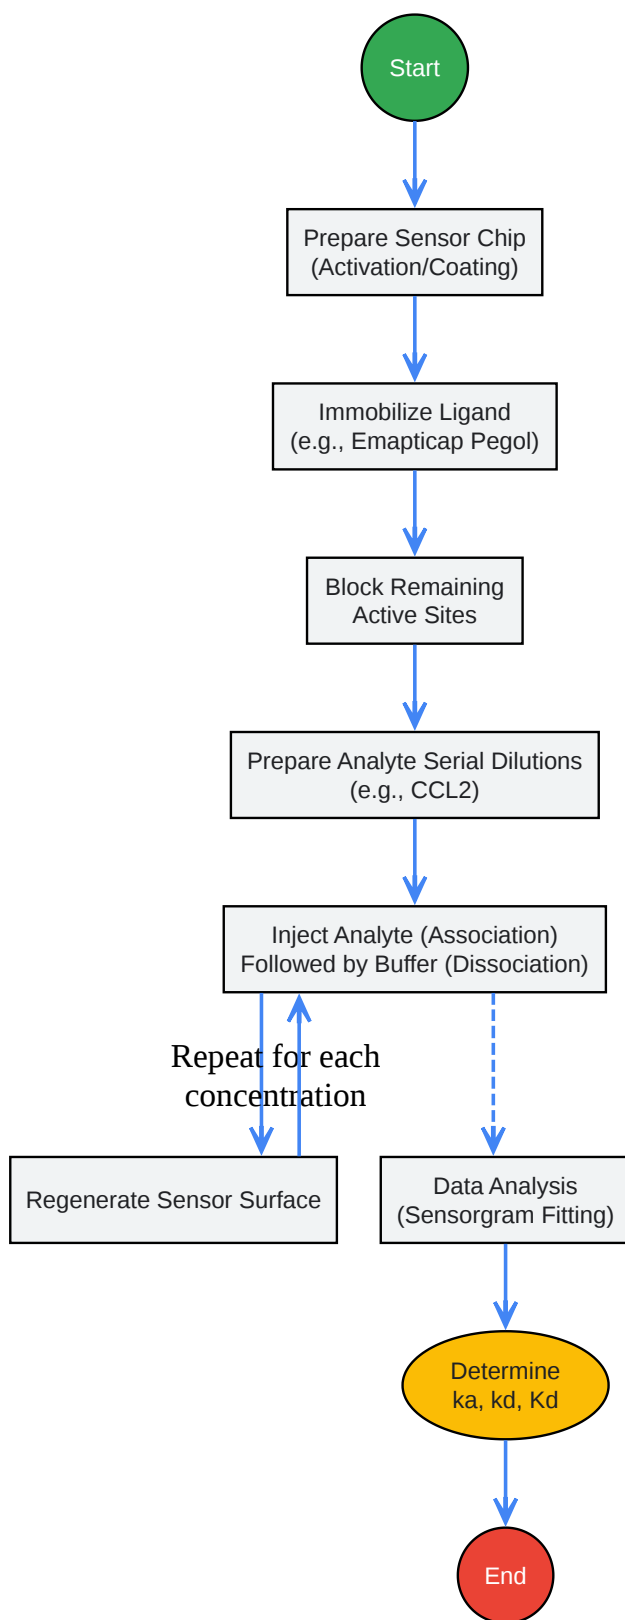 Start
Prepare Sensor Chip
(Activation/Coating)
Immobilize Ligand
(e.g., Emapticap Pegol)
Block Remaining
Active Sites
Prepare Analyte Serial Dilutions
(e.g., CCL2)
Inject Analyte (Association)
Followed by Buffer (Dissociation)
Repeat for each
concentration
Regenerate Sensor Surface
Data Analysis
(Sensorgram Fitting)
Determine
ka, kd, Kd
End